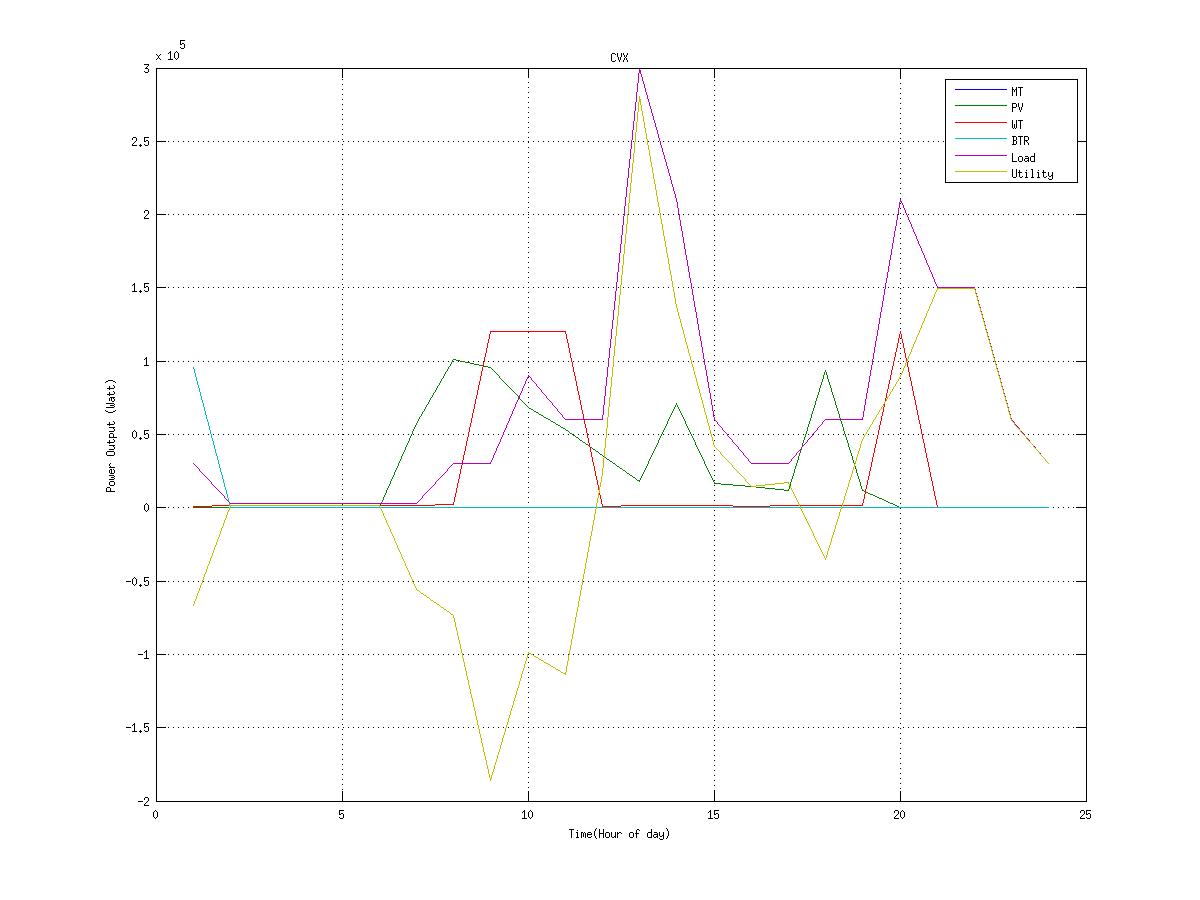 x 10 5
CVX
3
2.5
2
1.5
1
0.5
0
-0.5
-1
-1.5
-2
0 5 10 15 20 25
Power Output (Watt)
Time(Hour of day)
MT
PV
WT
BTR
Load
Utility